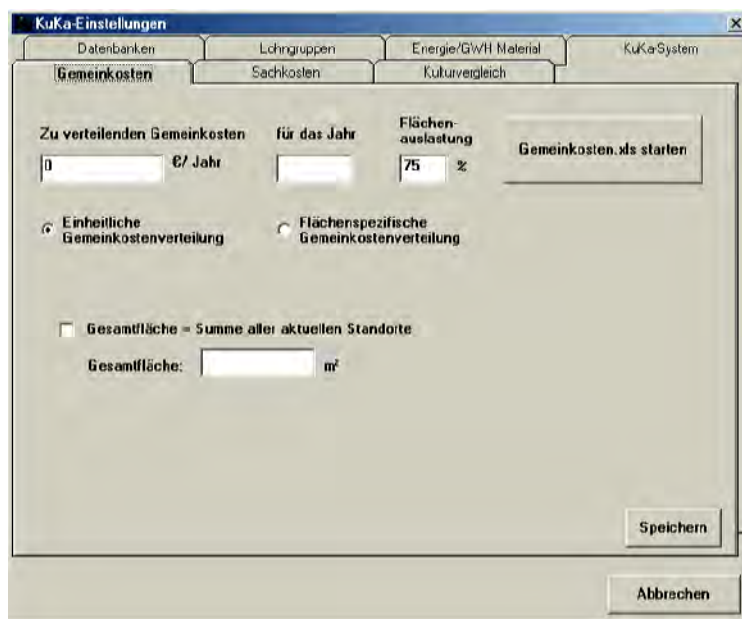 KuKa-Einstellungen
Datenbanken
Lohngruppen
Energie/GWH Material
KuKa-System
Gemeinkosten
Sachkosten
Kulturvergleich
Zu verteilenden Gemeinkosten
für das Jahr
Flächen-
auslastung
Gemeinkosten.xls starten
0
€/ Jahr
75
%
Einheitliche
Gemeinkostenverteilung
Flächenspezifische
Gemeinkostenverteilung
Gesamtfläche = Summe aller aktuellen Standorte
Gesamtfläche:
m²
Speichern
Abbrechen